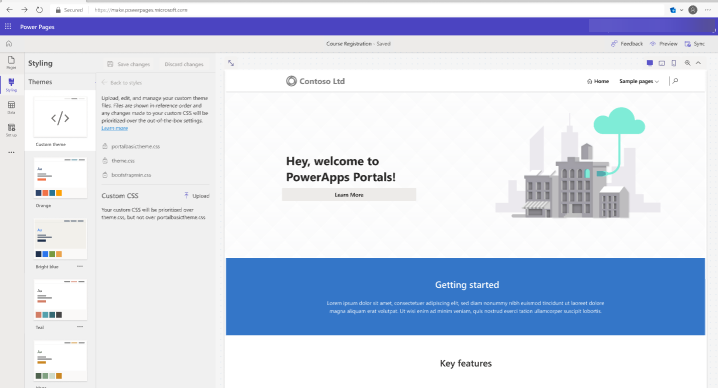 Secured
https://make.powerpages.microsoft.com
Power Pages
Course Registration - Saved
Feedback
Preview
Sync
Pages
Styling
Data
Set up
Styling
Save changes
Discard changes
Themes
Back to styles
Upload, edit, and manage your custom theme
files. Files are shown in reference order and
any changes made to your custom CSS will be
prioritized over the out-of-the-box settings.
Learn more
portalbasictheme.css
theme.css
bootstrapmin.css
Custom CSS
Upload
Your custom CSS will be prioritized over
theme.css, but not over portalbasictheme.css
</>
Custom theme
Orange
Bright blue
Teal
Contoso Ltd
Home
Sample pages
Hey, welcome to
PowerApps Portals!
Learn More
Getting started
Lorem ipsum dolor sit amet, consectetuer adipiscing elit, sed diam nonummy nibh euismod tincidunt ut laoreet dolore
magna aliquam erat volutpat. Ut wisi enim ad minim veniam, quis nostrud exerci tation ullamcorper suscipit lobortis.
Key features